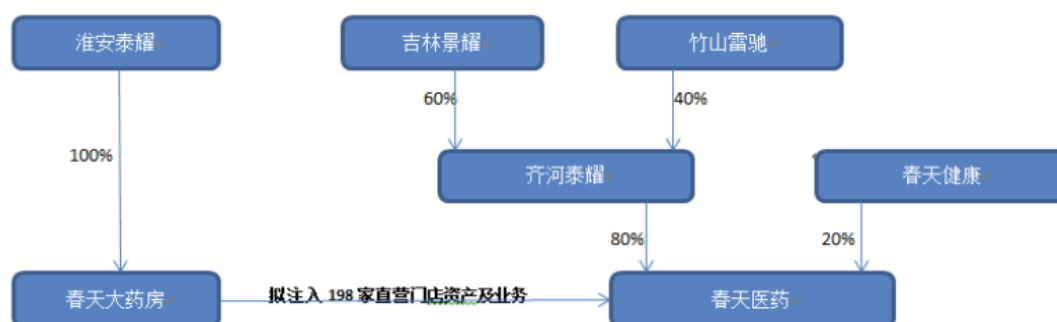 淮安泰耀
吉林景耀
竹山雷驰
60%
40%
100%
齐河泰耀
春天健康
80%
20%
春天大药房
拟注入 198 家直营门店资产及业务
春天医药